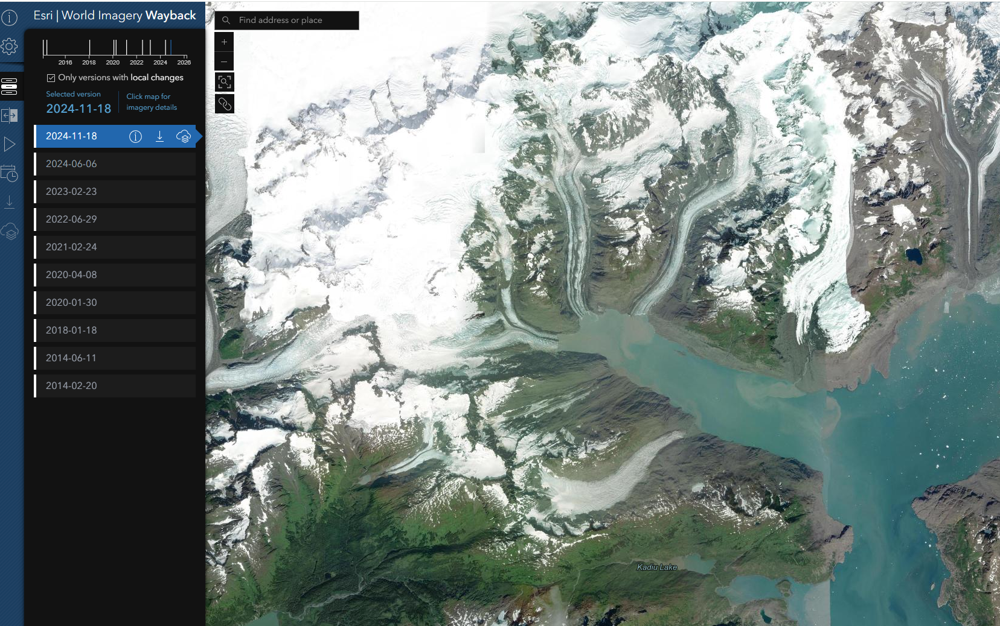 Esri | World Imagery Wayback
Find address or place
2016 2018 2020 2022 2024 2026
Only versions with local changes
Selected version
2024-11-18
Click map for
imagery details
2024-11-18
2024-06-06
2023-02-23
2022-06-29
2021-02-24
2020-04-08
2020-01-30
2018-01-18
2014-06-11
2014-02-20
Kadiu Lake